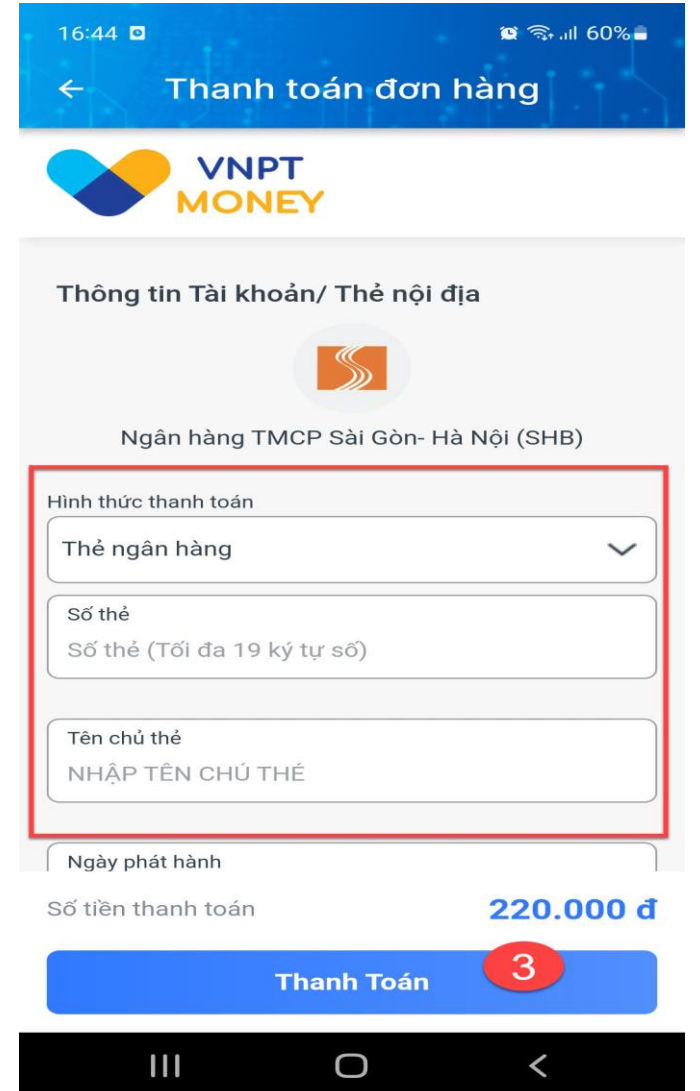 16:44 60%
Thanh toán đơn hàng
VNPT
MONEY
Thông tin Tài khoản/ Thẻ nội địa
Ngân hàng TMCP Sài Gòn- Hà Nội (SHB)
Hình thức thanh toán
Thẻ ngân hàng
Số thẻ
Số thẻ (Tối đa 19 ký tự số)
Tên chủ thẻ
NHẬP TÊN CHÚ THÉ
Ngày phát hành
Số tiền thanh toán 220.000 đ
Thanh Toán 3